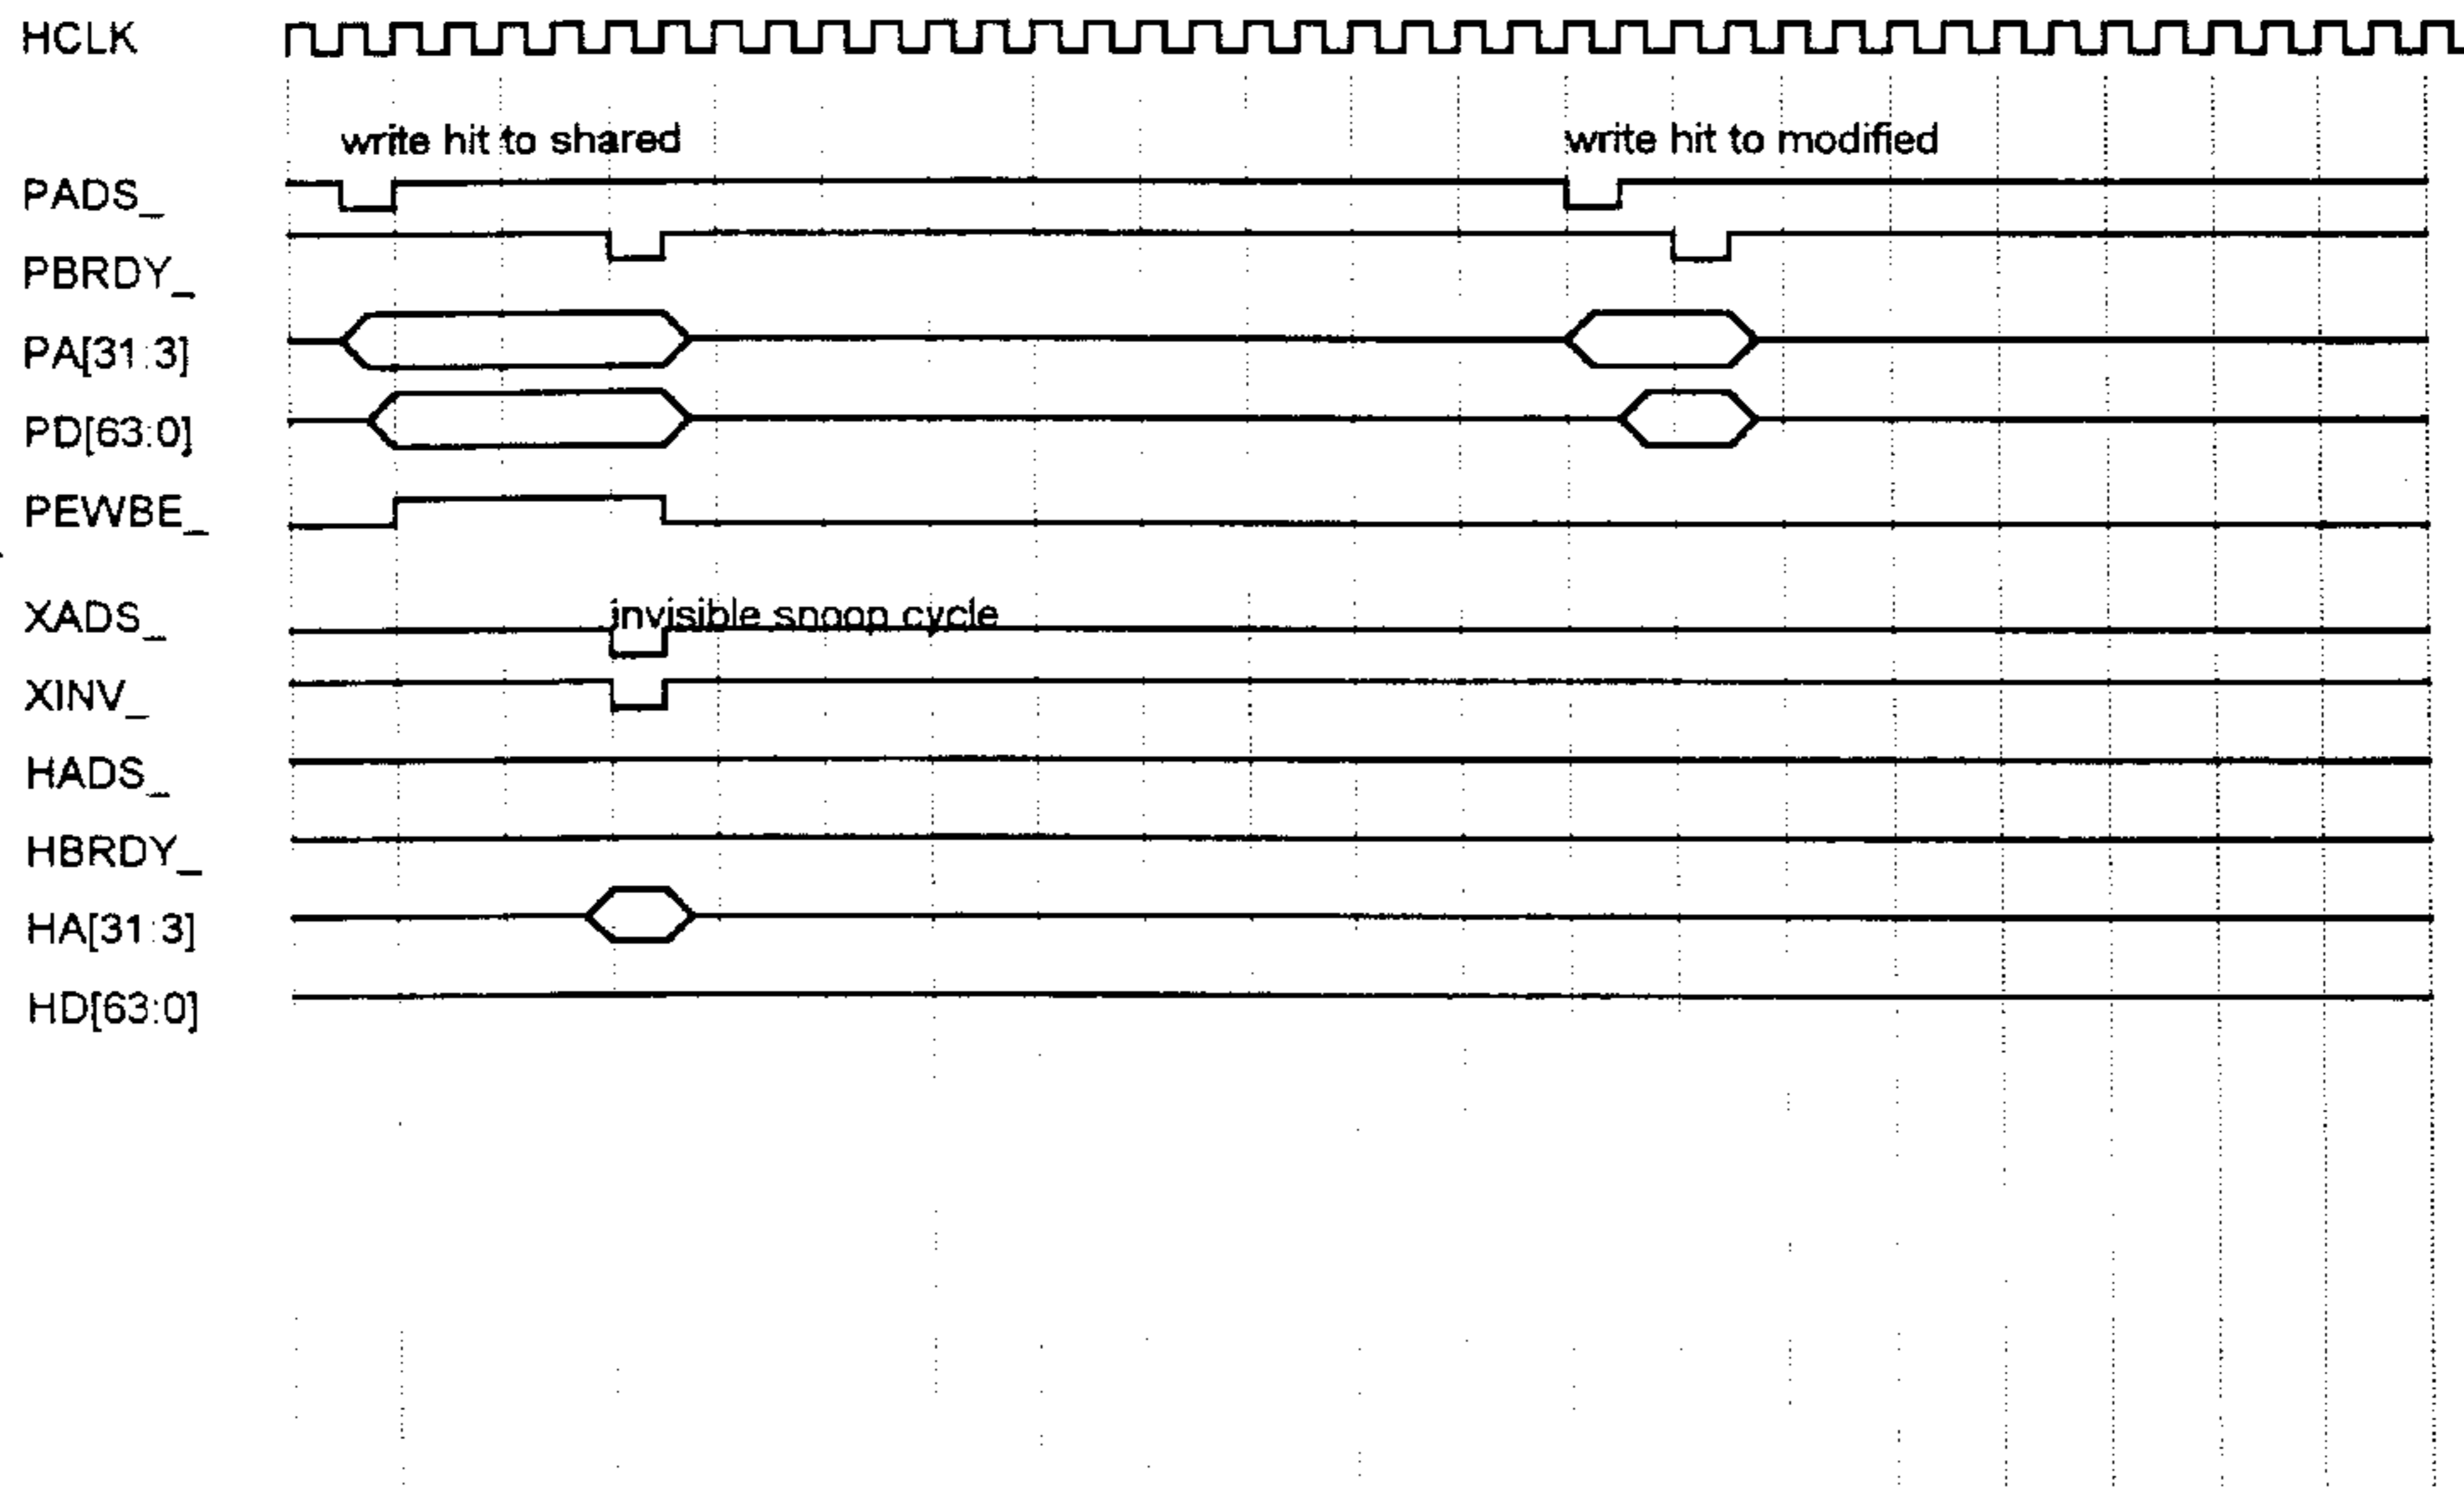 HCLK
write hit to shared
write hit to modified
PADS_
PBRDY_
PA[31:3]
PD[63:0]
PEWBE_
XADS_
invisible snoop cycle
XINV_
HADS_
HBRDY_
HA[31:3]
HD[63:0]